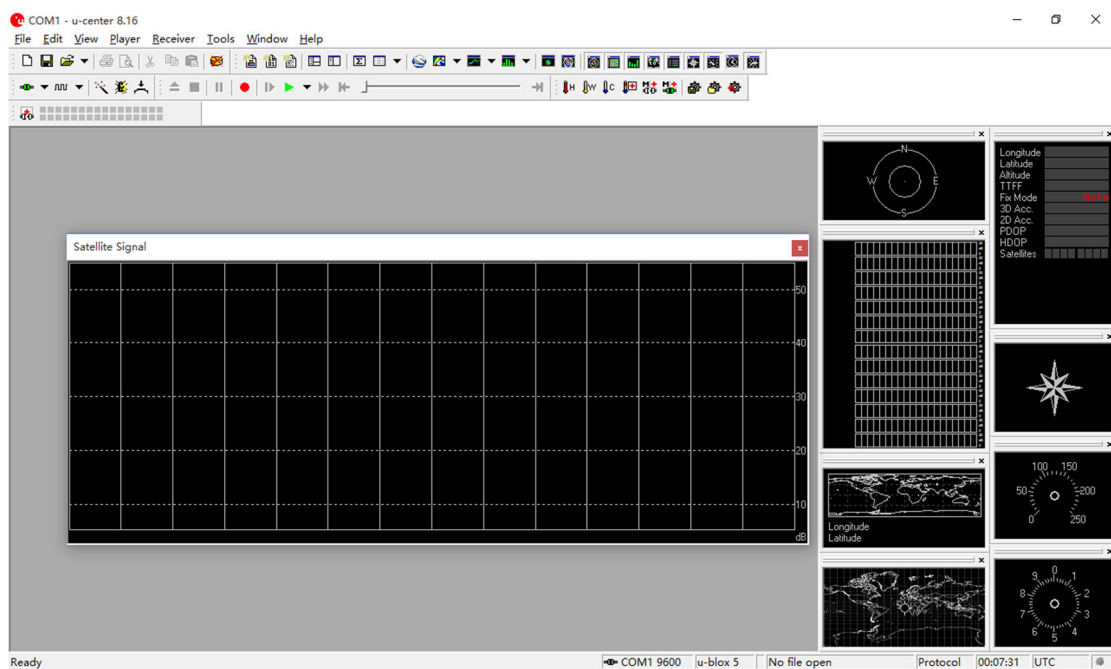 COM1 - u-center 8.16
File Edit View Player Receiver Tools Window Help
H W C
Satellite Signal
50
40
30
20
10
dB
N
W E
S
Longitude
Latitude
Altitude
TTFF
Fix Mode
3D Acc.
2D Acc.
PDOP
HDOP
Satellites
Longitude
Latitude
100 150
50 200
0 250
0
9 1
8 2
7 3
6 4
5
Ready COM1 9600 u-blox 5 No file open Protocol 00:07:31 UTC